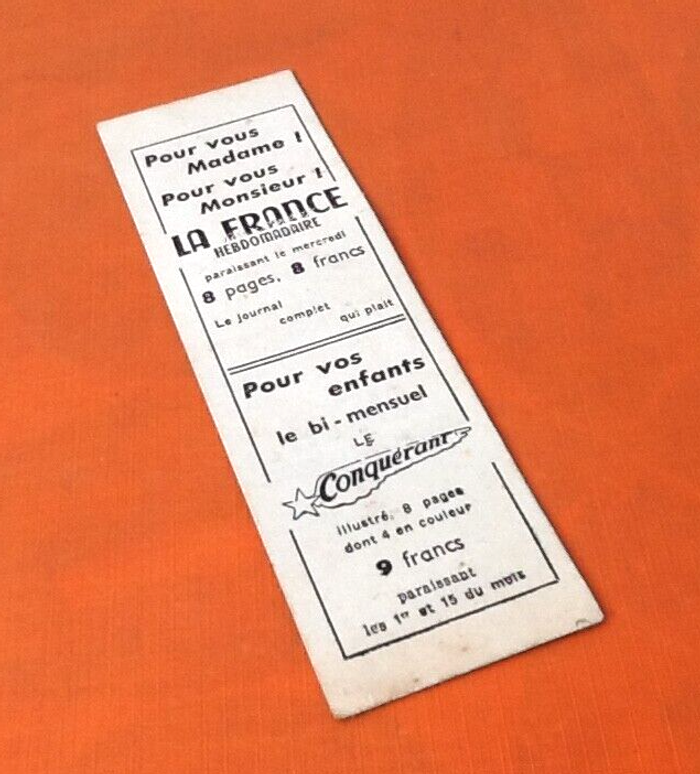 Pour vous
Madame !
Pour vous
Monsieur !
LA FRANCE
HEBDOMADAIRE
paraissant le mercredi
8 pages, 8 francs
Le journal complet qui plait
Pour vos
enfants
le bi-mensuel
LE
Conquérant
illustré, 8 pages
dont 4 en couleur
9 francs
paraissant
les 1er et 15 du mois